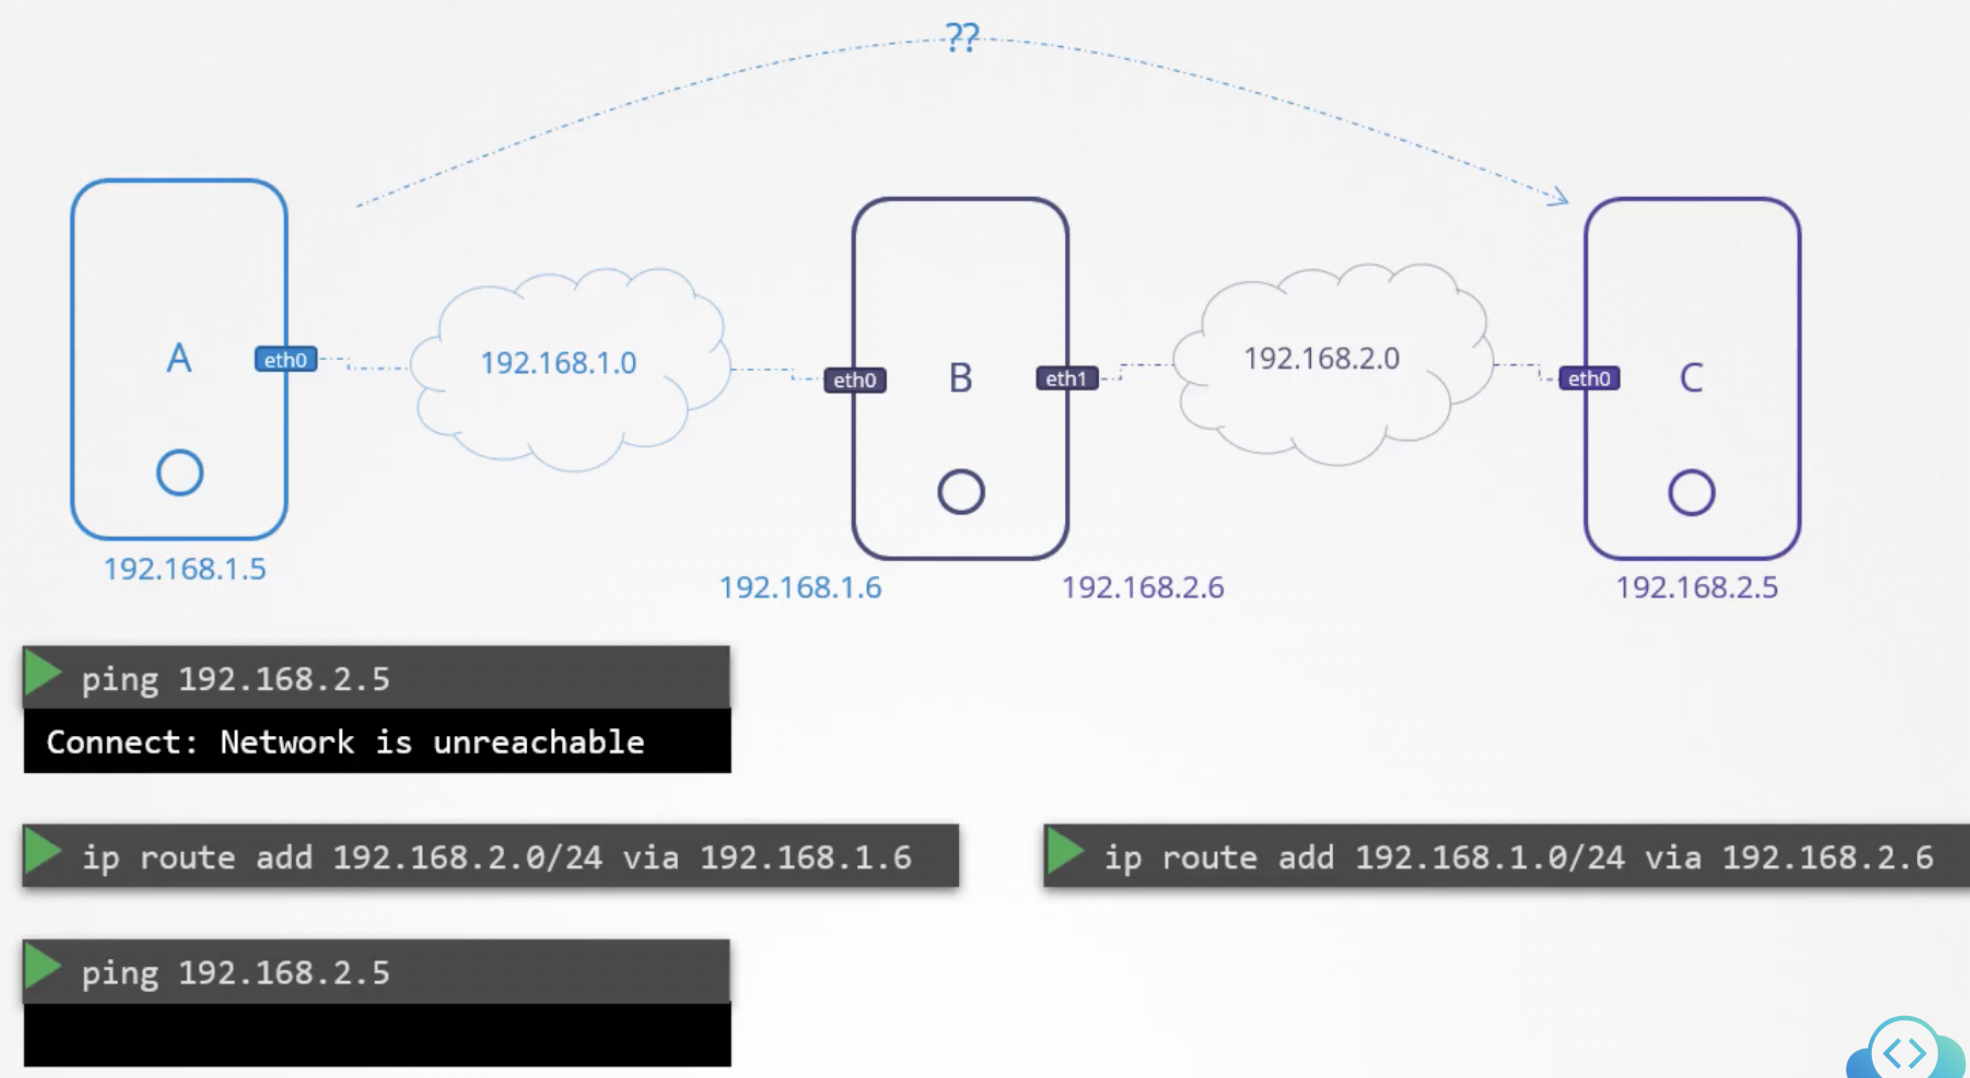 ??
A
eth0
192.168.1.0
eth0
B
eth1
192.168.2.0
eth0
C
192.168.1.5
192.168.1.6
192.168.2.6
192.168.2.5
ping 192.168.2.5
Connect: Network is unreachable
ip route add 192.168.2.0/24 via 192.168.1.6
ip route add 192.168.1.0/24 via 192.168.2.6
ping 192.168.2.5